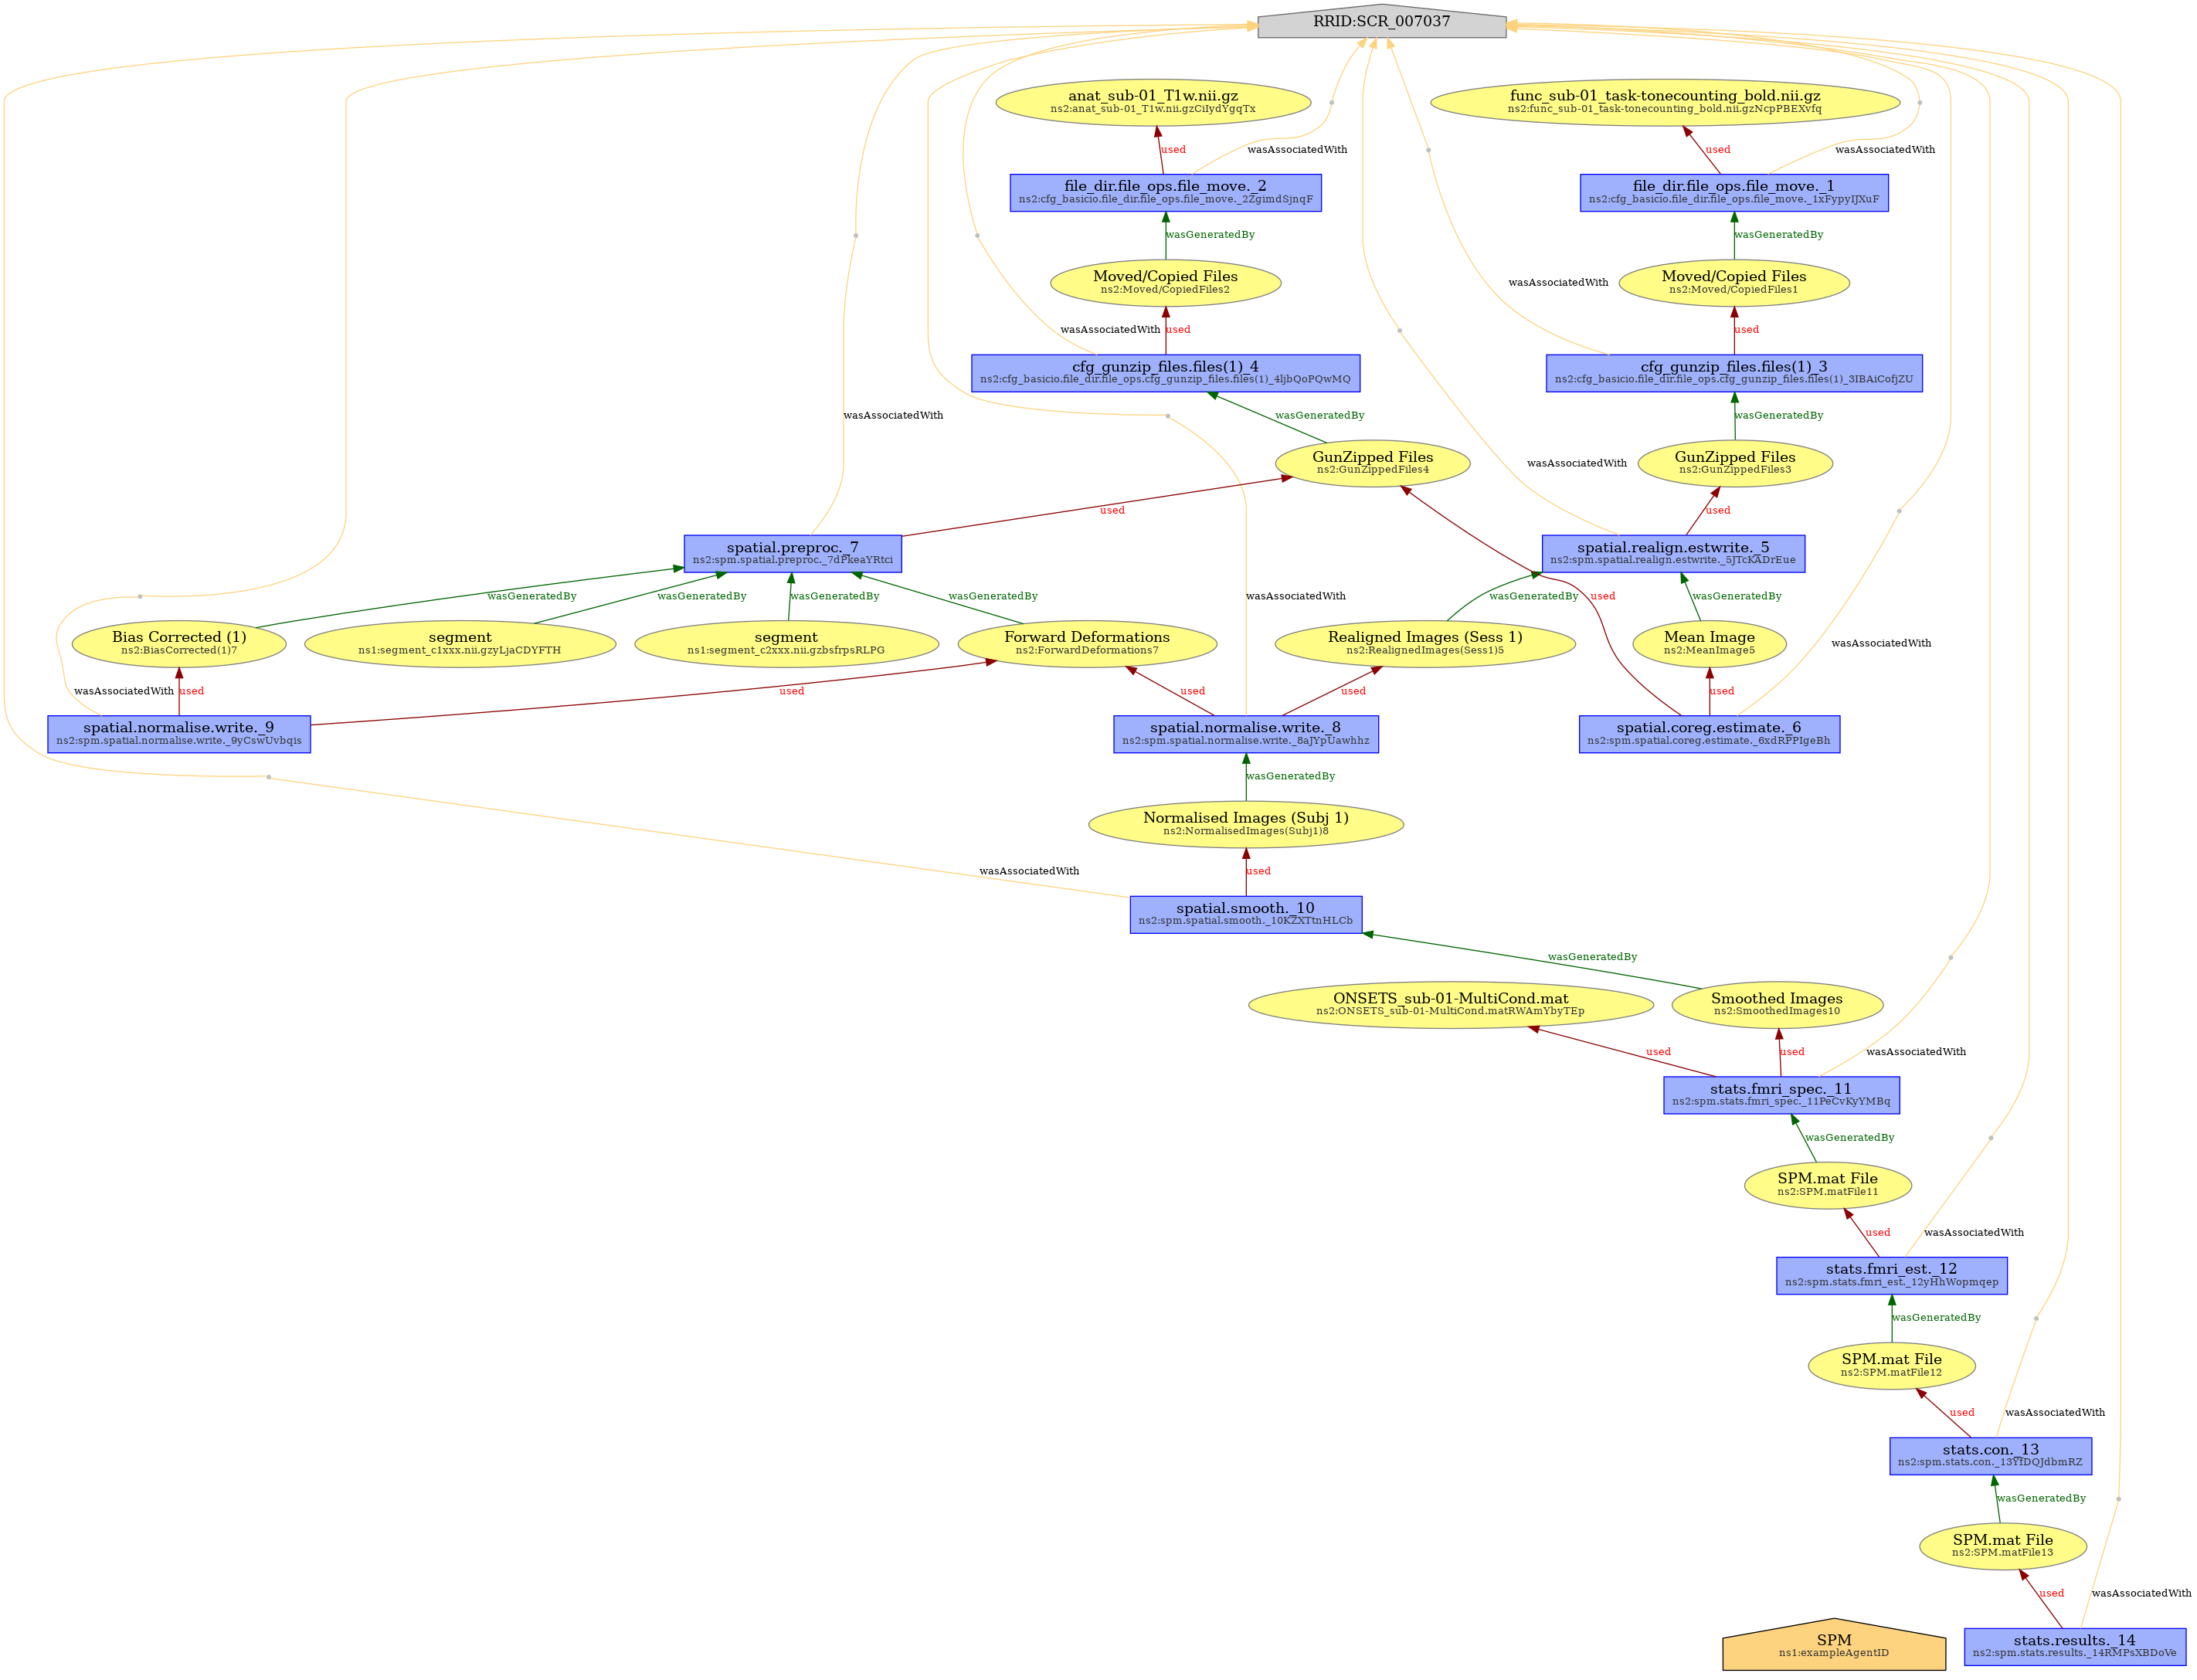 RRID:SCR_007037
anat_sub-01_T1w.nii.gz
ns2:anat_sub-01_T1w.nii.gzCiIydYgqTx
func_sub-01_task-tonecounting_bold.nii.gz
ns2:func_sub-01_task-tonecounting_bold.nii.gzNcpPBEXvfq
used
wasAssociatedWith
used
wasAssociatedWith
file_dir.file_ops.file_move._2
ns2:cfg_basicio.file_dir.file_ops.file_move._2ZgimdSjnqF
file_dir.file_ops.file_move._1
ns2:cfg_basicio.file_dir.file_ops.file_move._1xFypyIJXuF
wasGeneratedBy
wasGeneratedBy
Moved/Copied Files
ns2:Moved/CopiedFiles2
Moved/Copied Files
ns2:Moved/CopiedFiles1
wasAssociatedWith
used
wasAssociatedWith
used
cfg_gunzip_files.files(1)_4
ns2:cfg_basicio.file_dir.file_ops.cfg_gunzip_files.files(1)_4ljbQoPQwMQ
cfg_gunzip_files.files(1)_3
ns2:cfg_basicio.file_dir.file_ops.cfg_gunzip_files.files(1)_3IBAiCofjZU
wasAssociatedWith
wasGeneratedBy
wasGeneratedBy
GunZipped Files
ns2:GunZippedFiles4
wasAssociatedWith
GunZipped Files
ns2:GunZippedFiles3
used
used
spatial.preproc._7
ns2:spm.spatial.preproc._7dPkeaYRtci
spatial.realign.estwrite._5
ns2:spm.spatial.realign.estwrite._5JTcKADrEue
wasGeneratedBy
wasGeneratedBy
wasGeneratedBy
wasGeneratedBy
wasAssociatedWith
wasGeneratedBy
used
wasGeneratedBy
Bias Corrected (1)
ns2:BiasCorrected(1)7
segment
ns1:segment_c1xxx.nii.gzyLjaCDYFTH
segment
ns1:segment_c2xxx.nii.gzbsfrpsRLPG
Forward Deformations
ns2:ForwardDeformations7
Realigned Images (Sess 1)
ns2:RealignedImages(Sess1)5
Mean Image
ns2:MeanImage5
wasAssociatedWith
wasAssociatedWith
used
used
used
used
used
spatial.normalise.write._9
ns2:spm.spatial.normalise.write._9yCswUvbqis
spatial.normalise.write._8
ns2:spm.spatial.normalise.write._8aJYpUawhhz
spatial.coreg.estimate._6
ns2:spm.spatial.coreg.estimate._6xdRPPIgeBh
wasGeneratedBy
Normalised Images (Subj 1)
ns2:NormalisedImages(Subj1)8
wasAssociatedWith
used
spatial.smooth._10
ns2:spm.spatial.smooth._10KZXTtnHLCb
wasGeneratedBy
ONSETS_sub-01-MultiCond.mat
ns2:ONSETS_sub-01-MultiCond.matRWAmYbyTEp
Smoothed Images
ns2:SmoothedImages10
used
used
wasAssociatedWith
stats.fmri_spec._11
ns2:spm.stats.fmri_spec._11PeCvKyYMBq
wasGeneratedBy
SPM.mat File
ns2:SPM.matFile11
used
wasAssociatedWith
stats.fmri_est._12
ns2:spm.stats.fmri_est._12yHhWopmqep
wasGeneratedBy
SPM.mat File
ns2:SPM.matFile12
used
wasAssociatedWith
stats.con._13
ns2:spm.stats.con._13YfDQJdbmRZ
wasGeneratedBy
SPM.mat File
ns2:SPM.matFile13
used
wasAssociatedWith
SPM
ns1:exampleAgentID
stats.results._14
ns2:spm.stats.results._14RMPsXBDoVe